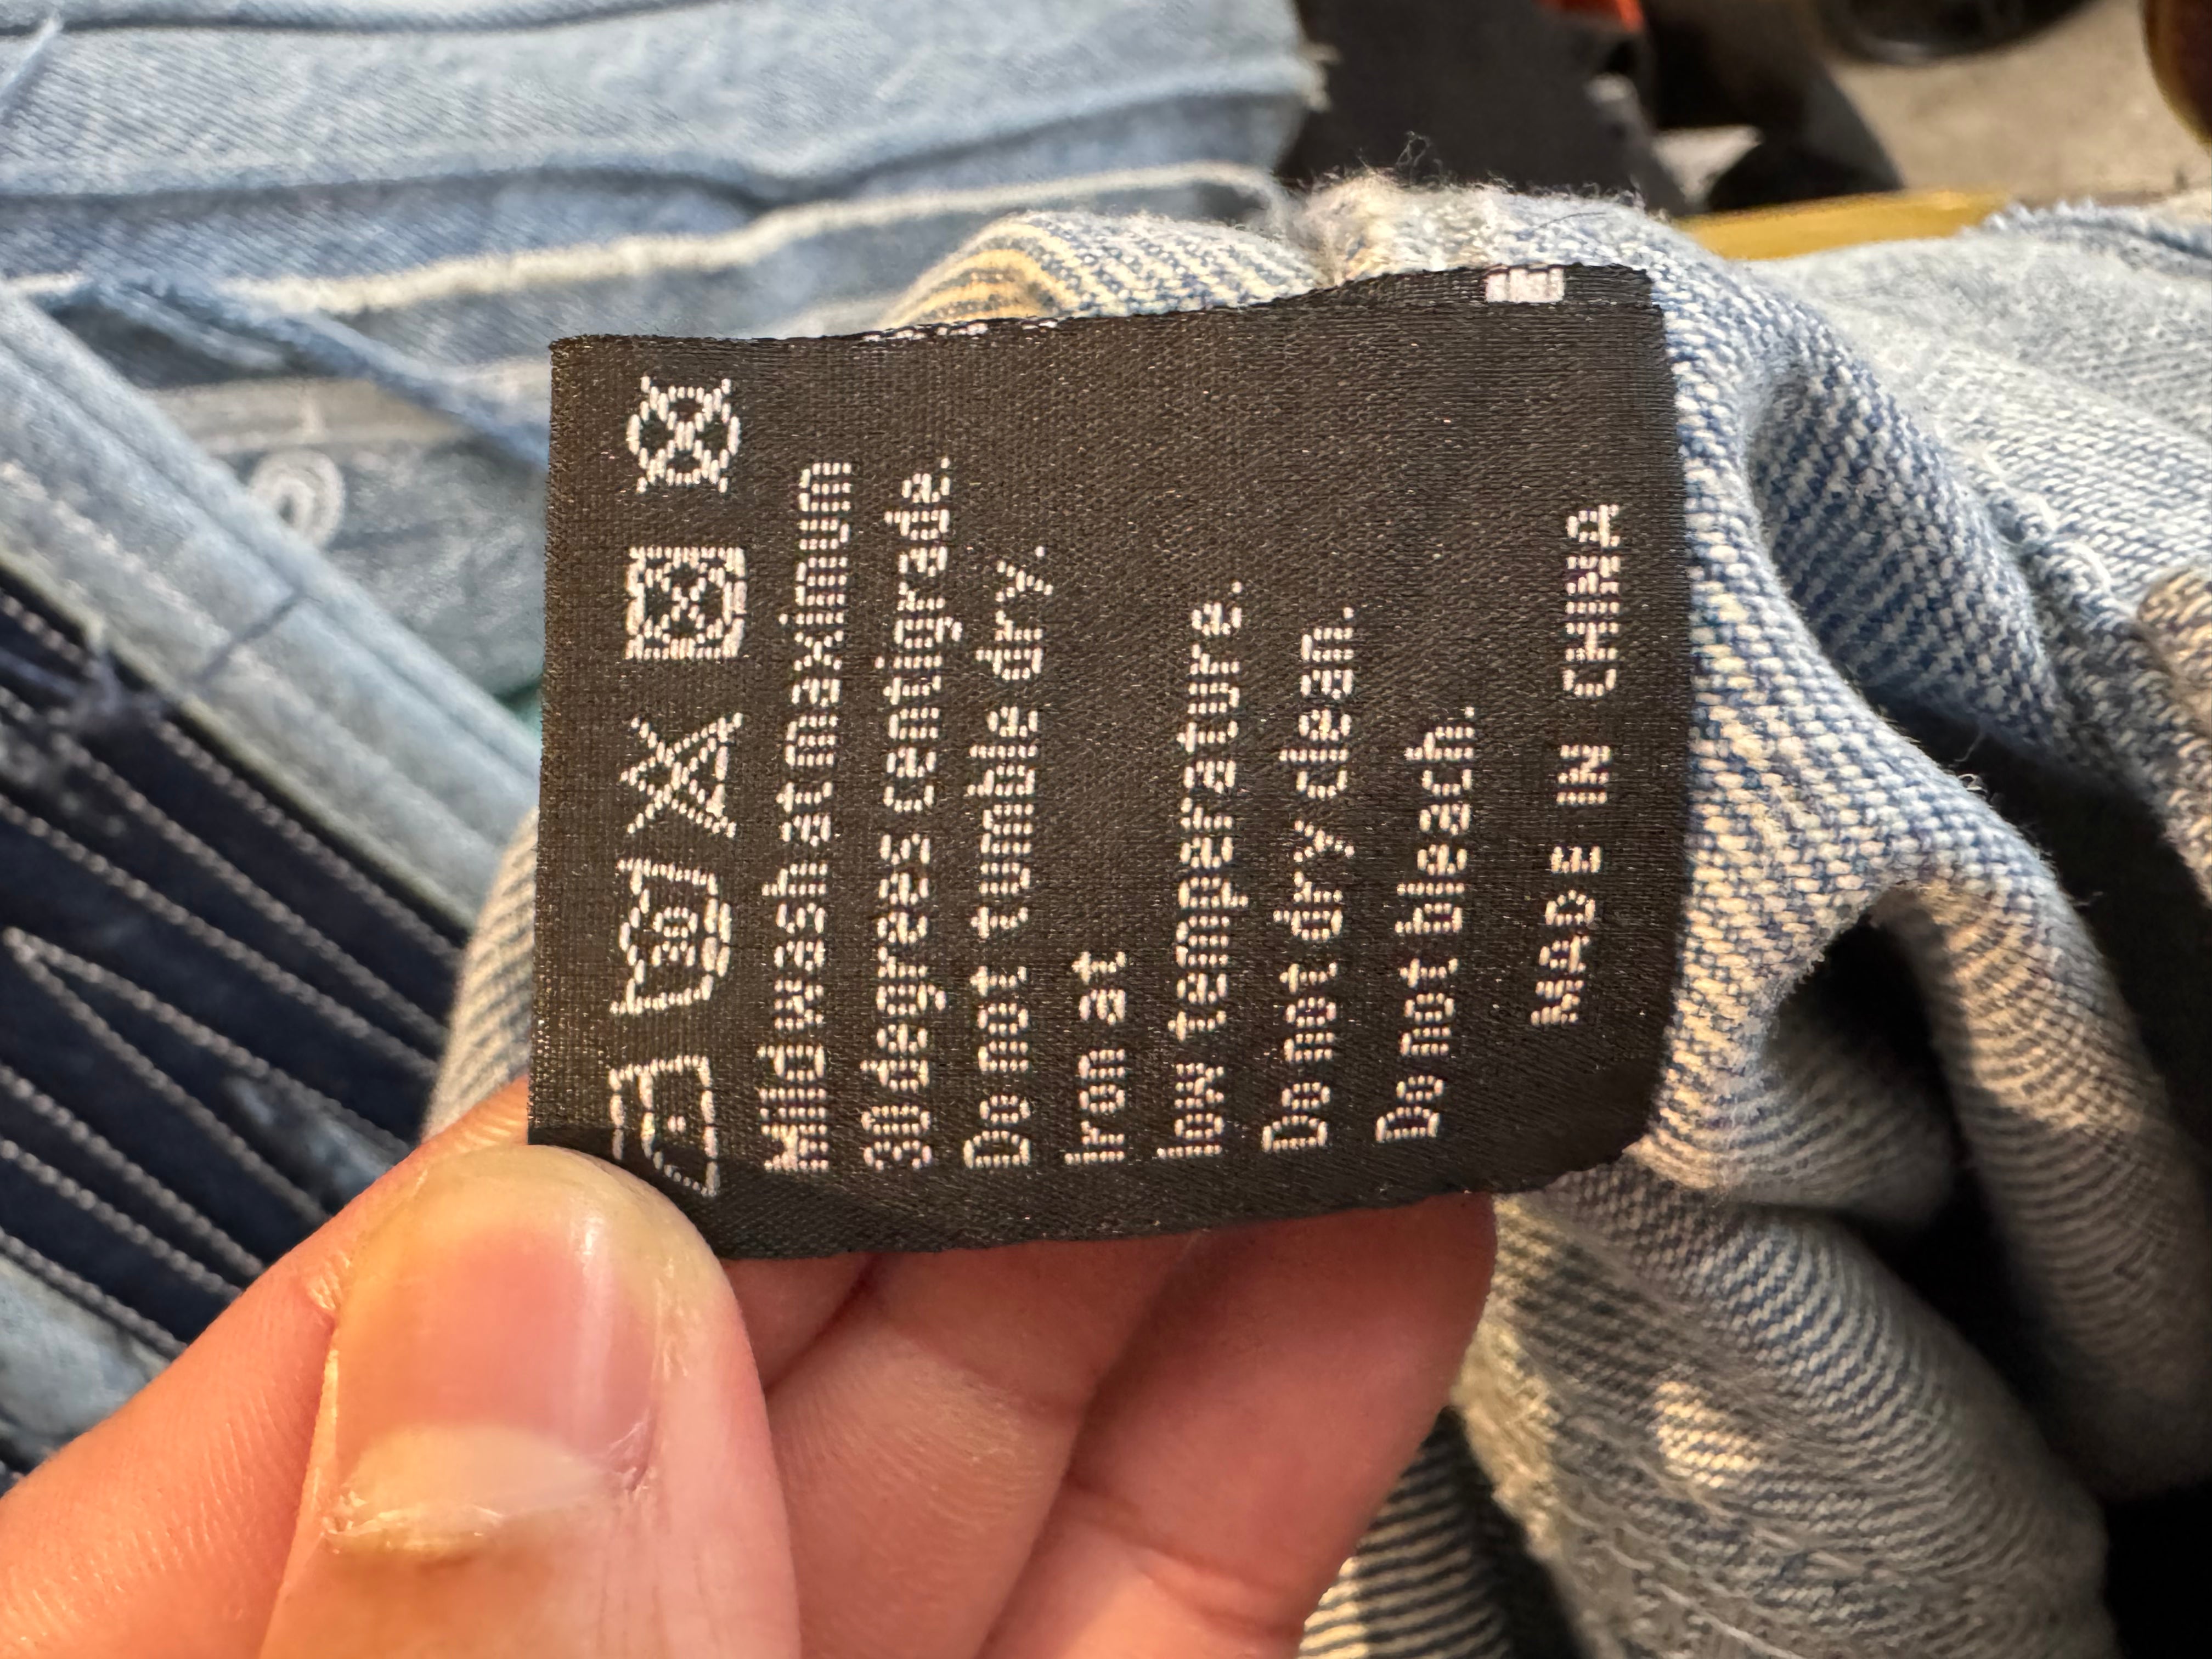 30
Mild wash at maximum
30 degrees centigrade.
Do not tumble dry.
Iron at
low temperature.
Do not dry clean.
Do not bleach.
MADE IN CHINA